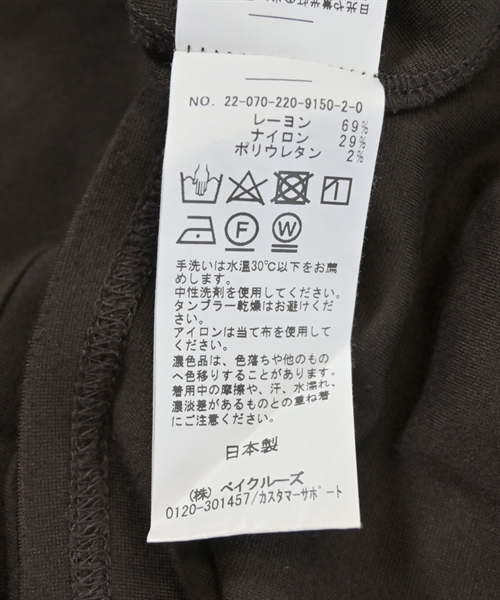 日光や蛍光灯の光
NO. 22-070-220-9150-2-0
レーヨン 69%
ナイロン 29%
ポリウレタン 2%
F W
手洗いは水温30℃以下をお薦
めします。
中性洗剤を使用してください。
タンブラー乾燥はお避けくださ
い。
アイロンは当て布を使用して
ください。
濃色品は、色落ちや他のもの
へ色移りすることがあります。
着用中の摩擦や、汗、水濡れ、
濃淡差があるものとの重ね着
にご注意ください。
日本製
(株) ベイクルーズ
0120-301457/カスタマーサポート